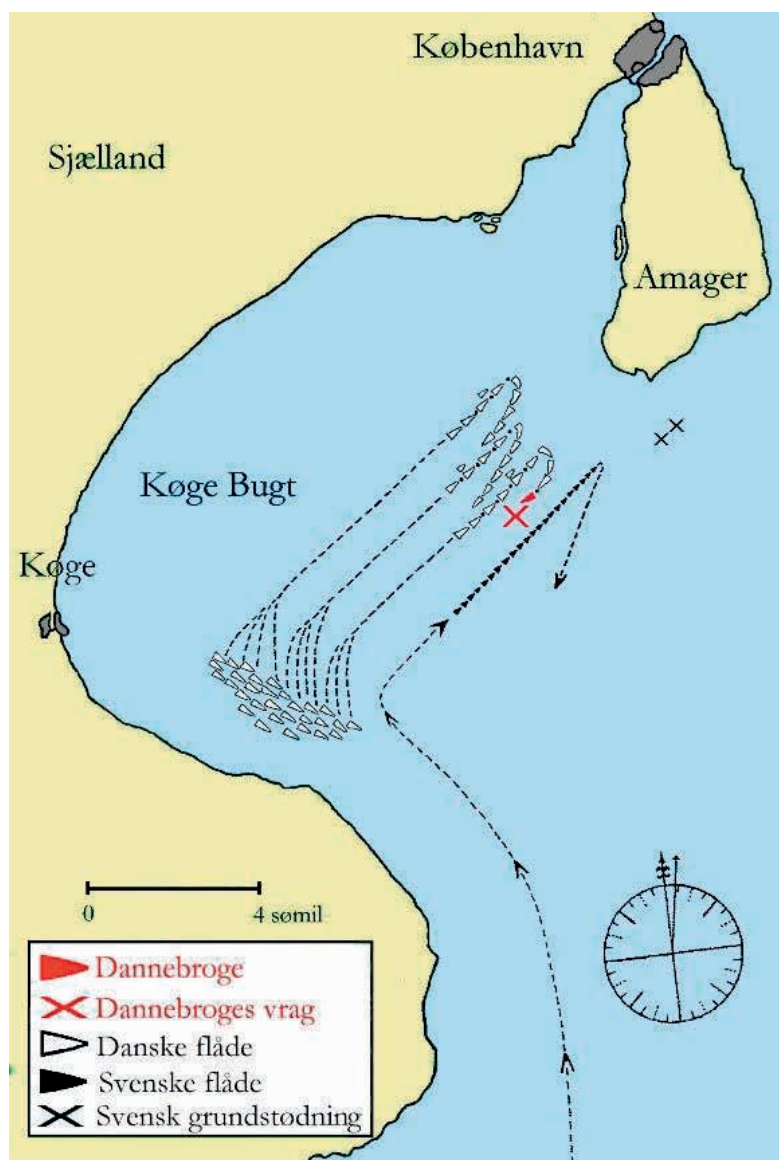 København
Sjælland
Amager
Køge Bugt
Køge
0 4 sømil
Dannebroge
Dannebroges vrag
Danske flåde
Svenske flåde
Svensk grundstødning